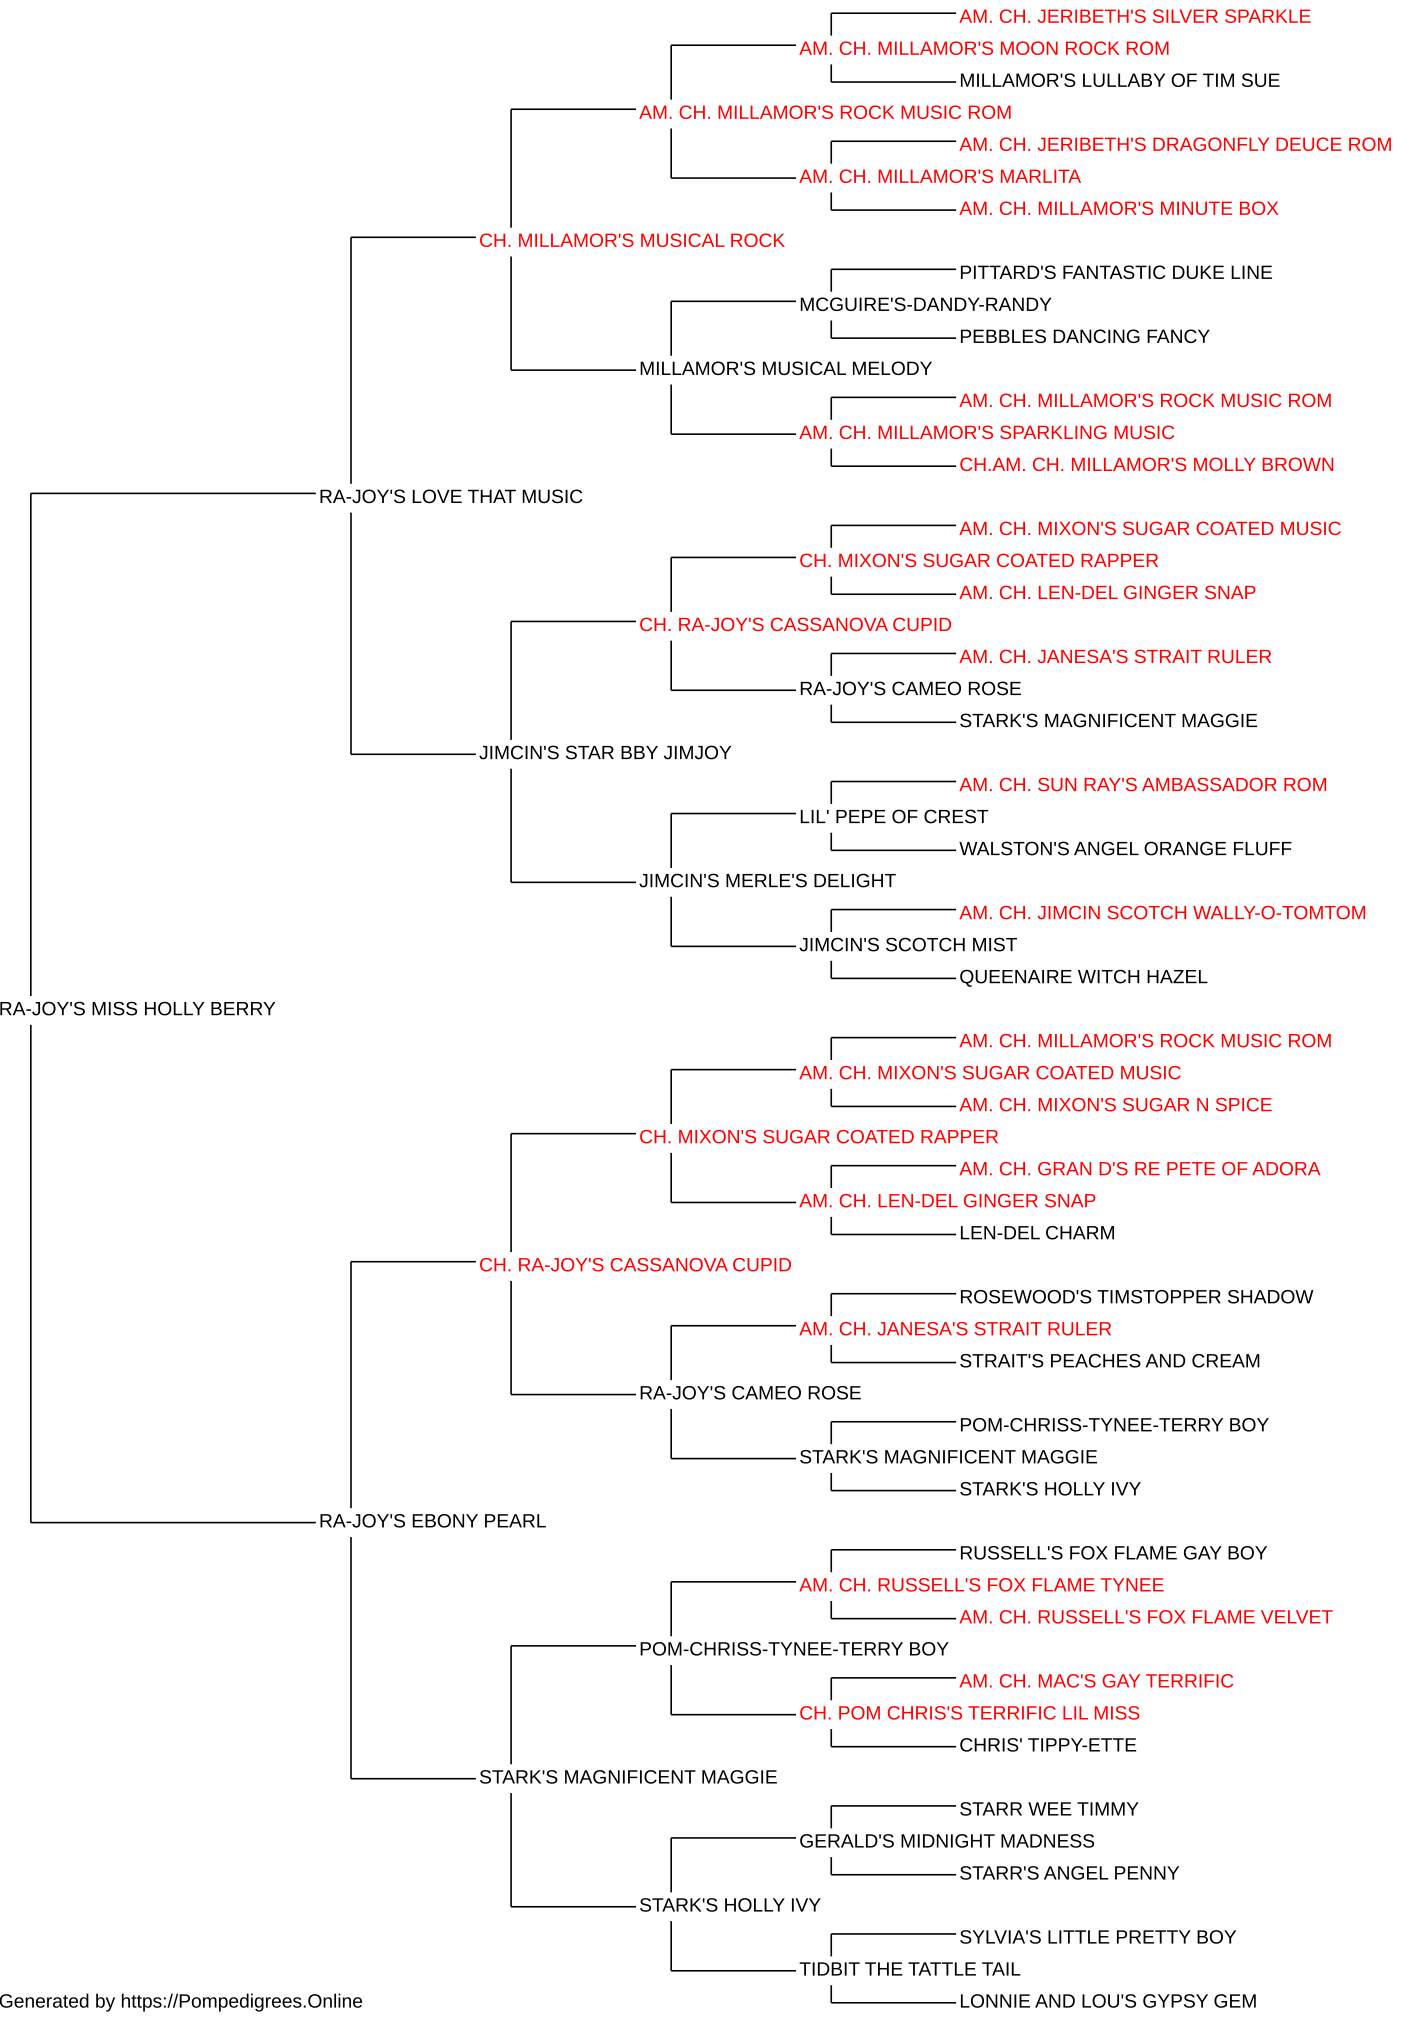 AM. CH. JERIBETH'S SILVER SPARKLE
AM. CH. MILLAMOR'S MOON ROCK ROM
MILLAMOR'S LULLABY OF TIM SUE
AM. CH. MILLAMOR'S ROCK MUSIC ROM
AM. CH. JERIBETH'S DRAGONFLY DEUCE ROM
AM. CH. MILLAMOR'S MARLITA
AM. CH. MILLAMOR'S MINUTE BOX
CH. MILLAMOR'S MUSICAL ROCK
PITTARD'S FANTASTIC DUKE LINE
MCGUIRE'S-DANDY-RANDY
PEBBLES DANCING FANCY
MILLAMOR'S MUSICAL MELODY
AM. CH. MILLAMOR'S ROCK MUSIC ROM
AM. CH. MILLAMOR'S SPARKLING MUSIC
CH.AM. CH. MILLAMOR'S MOLLY BROWN
RA-JOY'S LOVE THAT MUSIC
AM. CH. MIXON'S SUGAR COATED MUSIC
CH. MIXON'S SUGAR COATED RAPPER
AM. CH. LEN-DEL GINGER SNAP
CH. RA-JOY'S CASSANOVA CUPID
AM. CH. JANESA'S STRAIT RULER
RA-JOY'S CAMEO ROSE
STARK'S MAGNIFICENT MAGGIE
JIMCIN'S STAR BBY JIMJOY
AM. CH. SUN RAY'S AMBASSADOR ROM
LIL' PEPE OF CREST
WALSTON'S ANGEL ORANGE FLUFF
JIMCIN'S MERLE'S DELIGHT
AM. CH. JIMCIN SCOTCH WALLY-O-TOMTOM
JIMCIN'S SCOTCH MIST
QUEENAIRE WITCH HAZEL
RA-JOY'S MISS HOLLY BERRY
AM. CH. MILLAMOR'S ROCK MUSIC ROM
AM. CH. MIXON'S SUGAR COATED MUSIC
AM. CH. MIXON'S SUGAR N SPICE
CH. MIXON'S SUGAR COATED RAPPER
AM. CH. GRAN D'S RE PETE OF ADORA
AM. CH. LEN-DEL GINGER SNAP
LEN-DEL CHARM
CH. RA-JOY'S CASSANOVA CUPID
ROSEWOOD'S TIMSTOPPER SHADOW
AM. CH. JANESA'S STRAIT RULER
STRAIT'S PEACHES AND CREAM
RA-JOY'S CAMEO ROSE
POM-CHRISS-TYNEE-TERRY BOY
STARK'S MAGNIFICENT MAGGIE
STARK'S HOLLY IVY
RA-JOY'S EBONY PEARL
RUSSELL'S FOX FLAME GAY BOY
AM. CH. RUSSELL'S FOX FLAME TYNEE
AM. CH. RUSSELL'S FOX FLAME VELVET
POM-CHRISS-TYNEE-TERRY BOY
AM. CH. MAC'S GAY TERRIFIC
CH. POM CHRIS'S TERRIFIC LIL MISS
CHRIS' TIPPY-ETTE
STARK'S MAGNIFICENT MAGGIE
STARR WEE TIMMY
GERALD'S MIDNIGHT MADNESS
STARR'S ANGEL PENNY
STARK'S HOLLY IVY
SYLVIA'S LITTLE PRETTY BOY
TIDBIT THE TATTLE TAIL
LONNIE AND LOU'S GYPSY GEM
Generated by https://Pompedigrees.Online